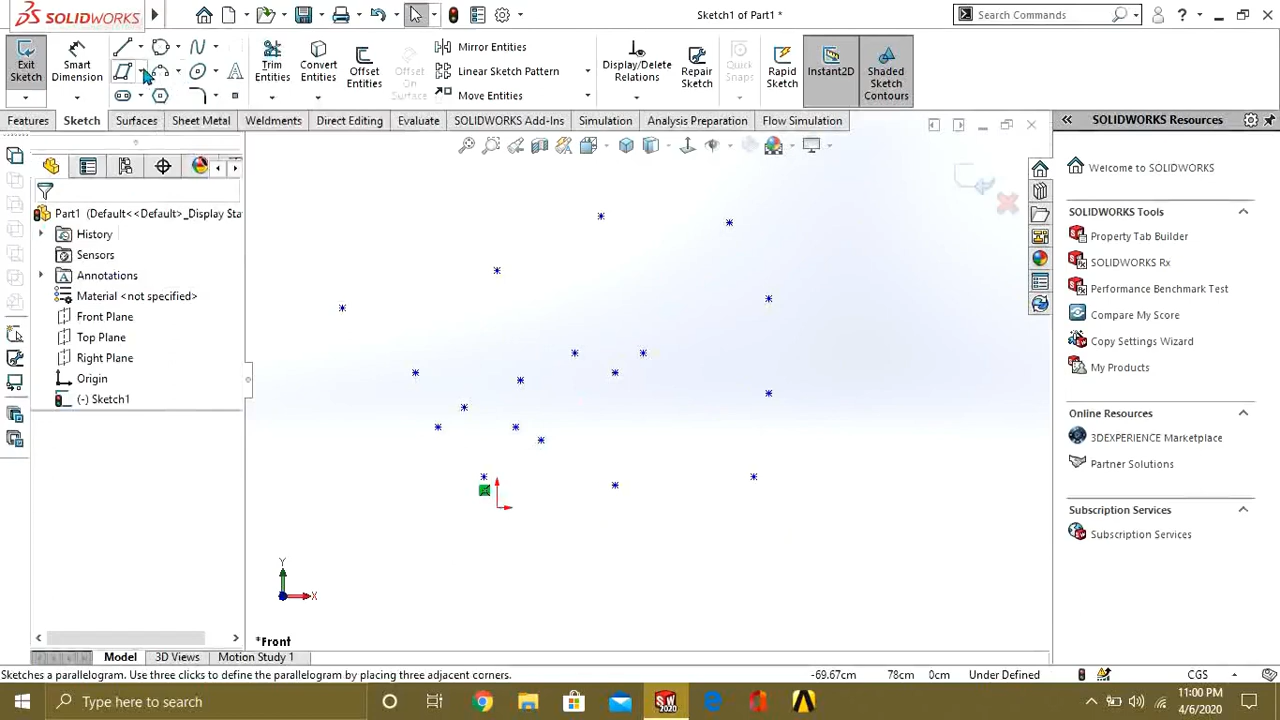 SOLIDWORKS
Sketch1 of Part1 *
Search Commands
Exit Sketch
Smart Dimension
Trim Entities
Convert Entities
Offset Entities
Offset On Surface
Mirror Entities
Linear Sketch Pattern
Move Entities
Display/Delete Relations
Repair Sketch
Quick Snaps
Rapid Sketch
Instant2D
Shaded Sketch Contours
Features Sketch Surfaces Sheet Metal Weldments Direct Editing Evaluate SOLIDWORKS Add-Ins Simulation Analysis Preparation Flow Simulation
Part1 (Default<<Default>_Display Sta
History
Sensors
Annotations
Material <not specified>
Front Plane
Top Plane
Right Plane
Origin
(-) Sketch1
Y
X
*Front
SOLIDWORKS Resources
Welcome to SOLIDWORKS
SOLIDWORKS Tools
Property Tab Builder
SOLIDWORKS Rx
Performance Benchmark Test
Compare My Score
Copy Settings Wizard
My Products
Online Resources
3DEXPERIENCE Marketplace
Partner Solutions
Subscription Services
Subscription Services
Model 3D Views Motion Study 1
Sketches a parallelogram. Use three clicks to define the parallelogram by placing three adjacent corners. -69.67cm 78cm 0cm Under Defined CGS
Type here to search
SW
2020
11:00 PM
4/6/2020